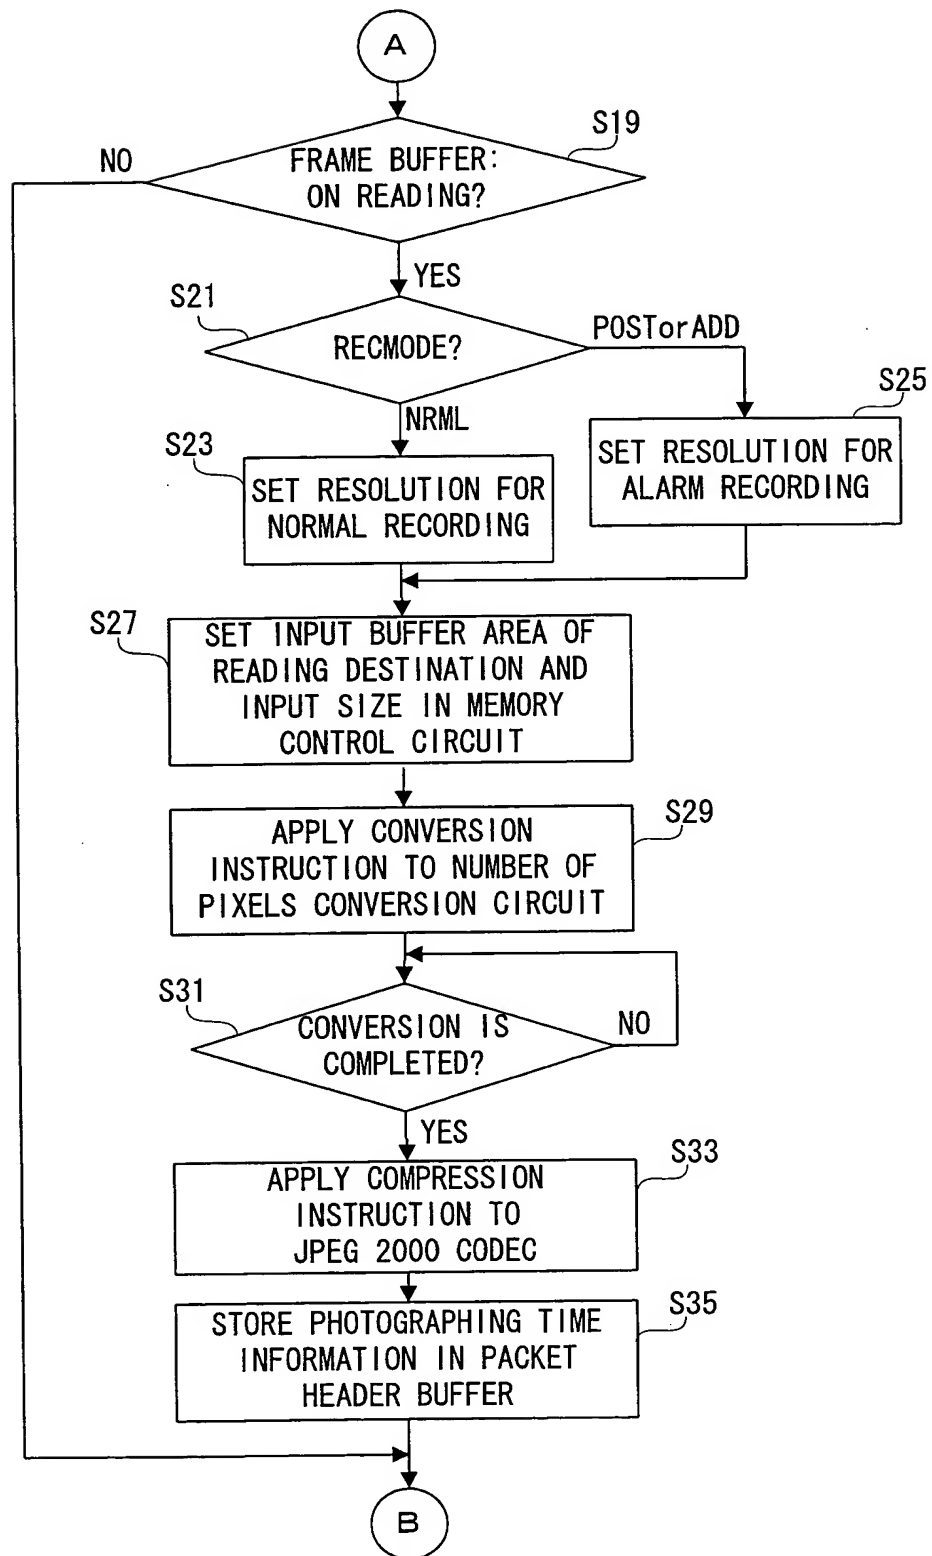 A
S19
NO
FRAME BUFFER:
ON READING?
YES
S21
RECMODE?
POSTorADD
NRML
S25
SET RESOLUTION FOR
ALARM RECORDING
S23
SET RESOLUTION FOR
NORMAL RECORDING
S27
SET INPUT BUFFER AREA OF
READING DESTINATION AND
INPUT SIZE IN MEMORY
CONTROL CIRCUIT
S29
APPLY CONVERSION
INSTRUCTION TO NUMBER OF
PIXELS CONVERSION CIRCUIT
S31
CONVERSION IS
COMPLETED?
NO
YES
S33
APPLY COMPRESSION
INSTRUCTION TO
JPEG 2000 CODEC
S35
STORE PHOTOGRAPHING TIME
INFORMATION IN PACKET
HEADER BUFFER
B